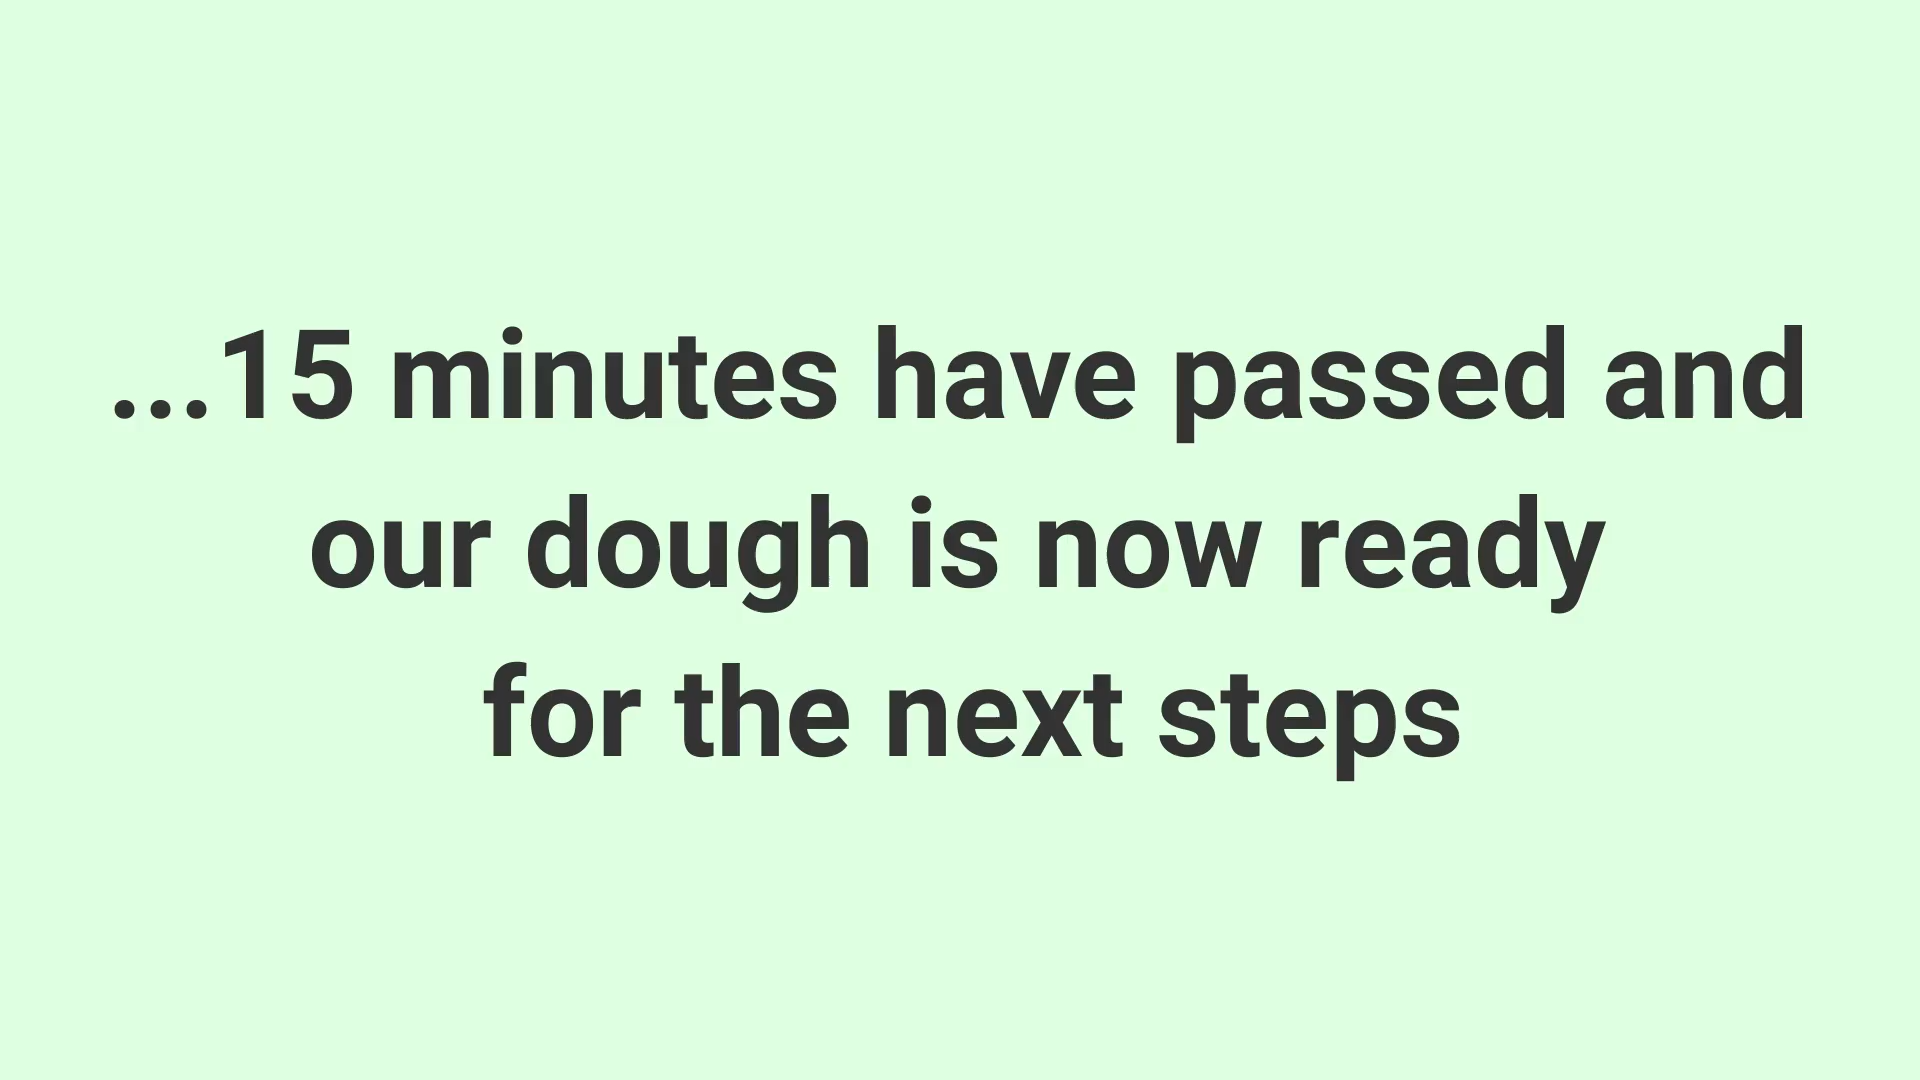 ...15 minutes have passed and
our dough is now ready
for the next steps